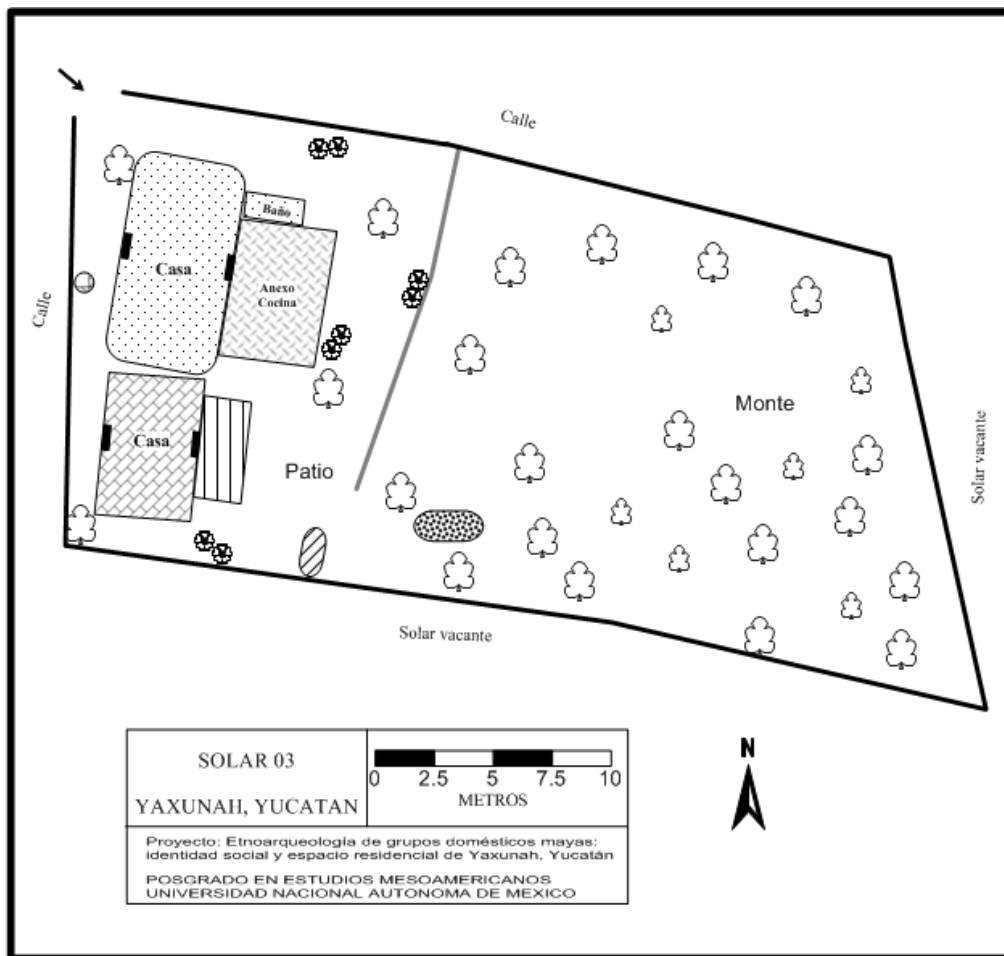 Calle
Baño
Casa
Anexo
Cocina
Calle
Monte
Casa
Patio
Solar vacante
Solar vacante
SOLAR 03
YAXUNAH, YUCATAN
0 2.5 5 7.5 10
METROS
N
Proyecto: Etnoarqueología de grupos domésticos mayas:
identidad social y espacio residencial de Yaxunah, Yucatán
POSGRADO EN ESTUDIOS MESOAMERICANOS
UNIVERSIDAD NACIONAL AUTONOMA DE MEXICO